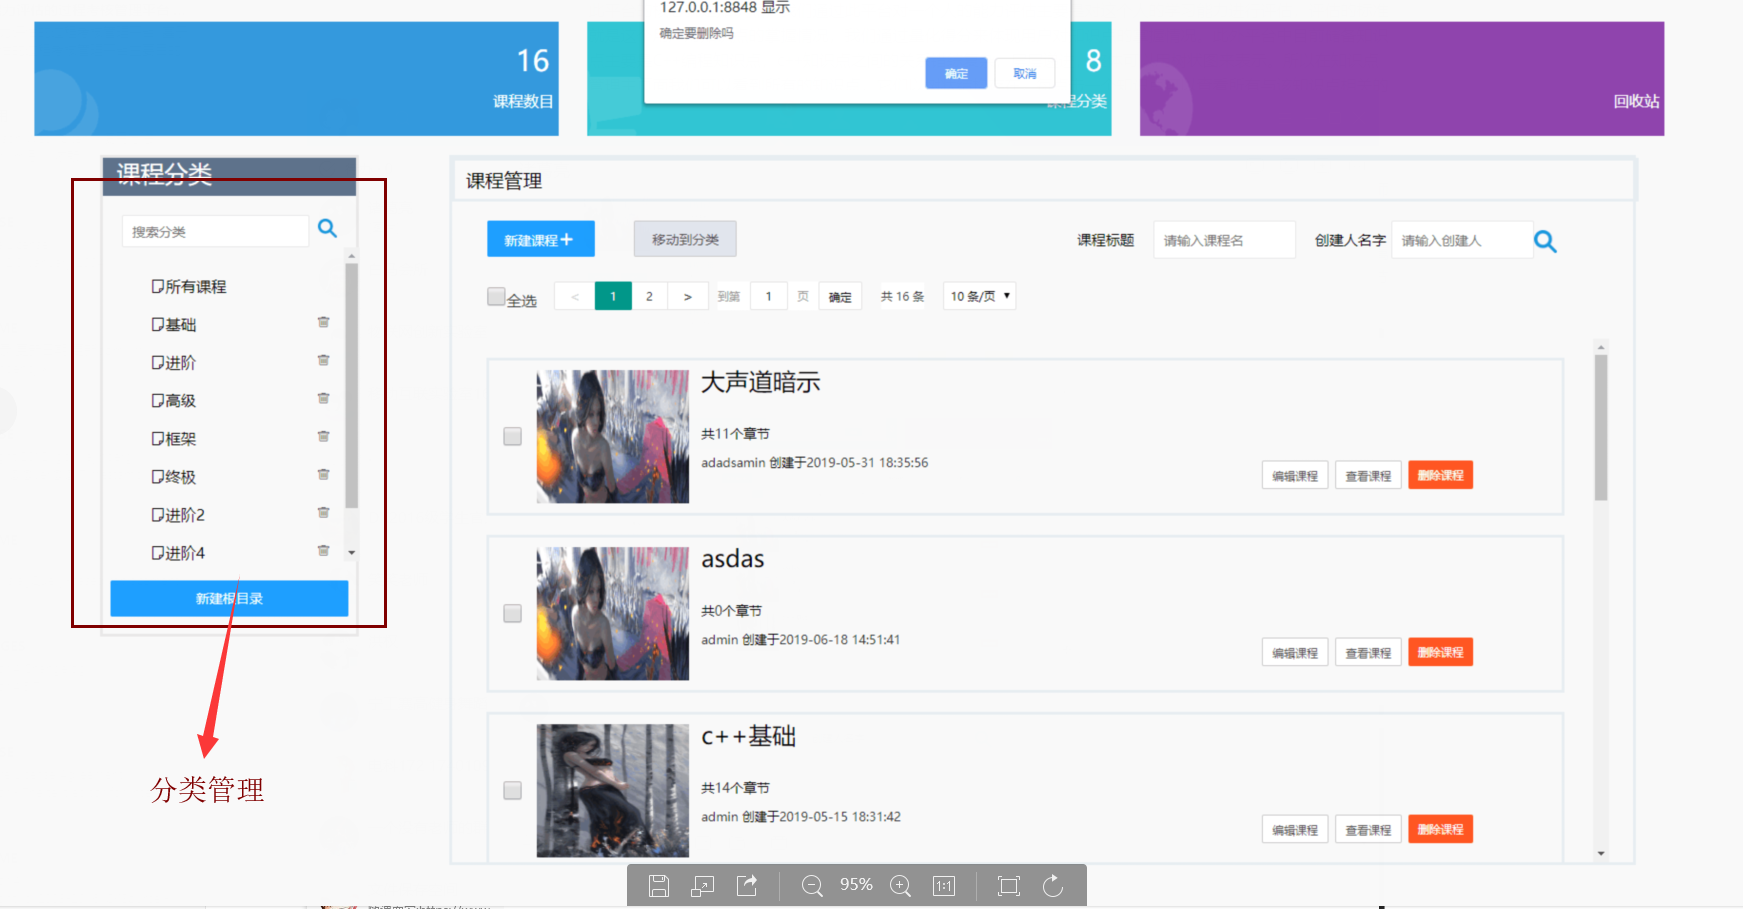 127.0.0.1:8848 显示
确定要删除吗
确定
取消
16
课程数目
8
课程分类
回收站
课程分类
搜索分类
所有课程
基础
进阶
高级
框架
终极
进阶2
进阶4
新建根目录
分类管理
课程管理
新建课程+
移动到分类
课程标题
请输入课程名
创建人名字
请输入创建人
全选
<
1
2
>
到第
1
页
确定
共 16 条
10 条/页
大声道暗示
共11个章节
adadsamin 创建于2019-05-31 18:35:56
编辑课程
查看课程
删除课程
asdas
共0个章节
admin 创建于2019-06-18 14:51:41
编辑课程
查看课程
删除课程
c++基础
共14个章节
admin 创建于2019-05-15 18:31:42
编辑课程
查看课程
删除课程
95%
1:1